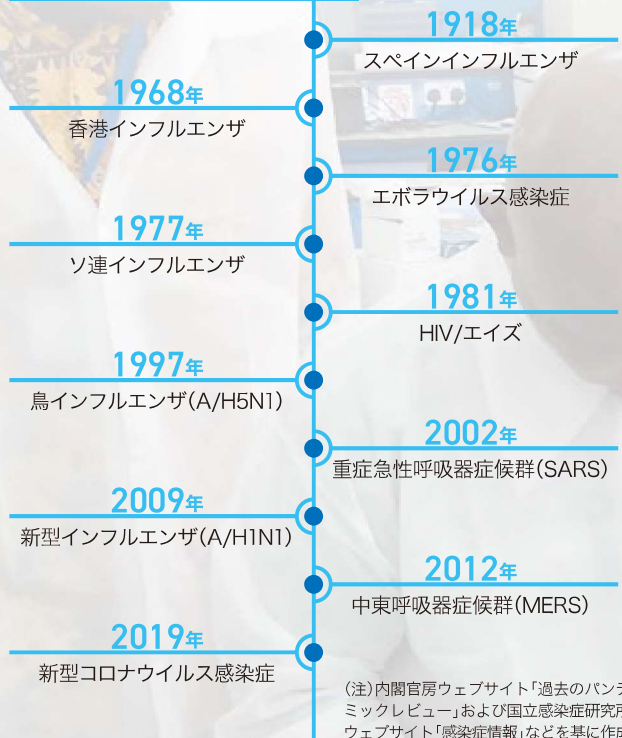 1918年
スペインインフルエンザ
1968年
香港インフルエンザ
1976年
エボラウイルス感染症
1977年
ソ連インフルエンザ
1981年
HIV/エイズ
1997年
鳥インフルエンザ(A/H5N1)
2002年
重症急性呼吸器症候群(SARS)
2009年
新型インフルエンザ(A/H1N1)
2012年
中東呼吸器症候群(MERS)
2019年
新型コロナウイルス感染症
(注)内閣官房ウェブサイト「過去のパンデ
ミックレビュー」および国立感染症研究所
ウェブサイト「感染症情報」などを基に作成